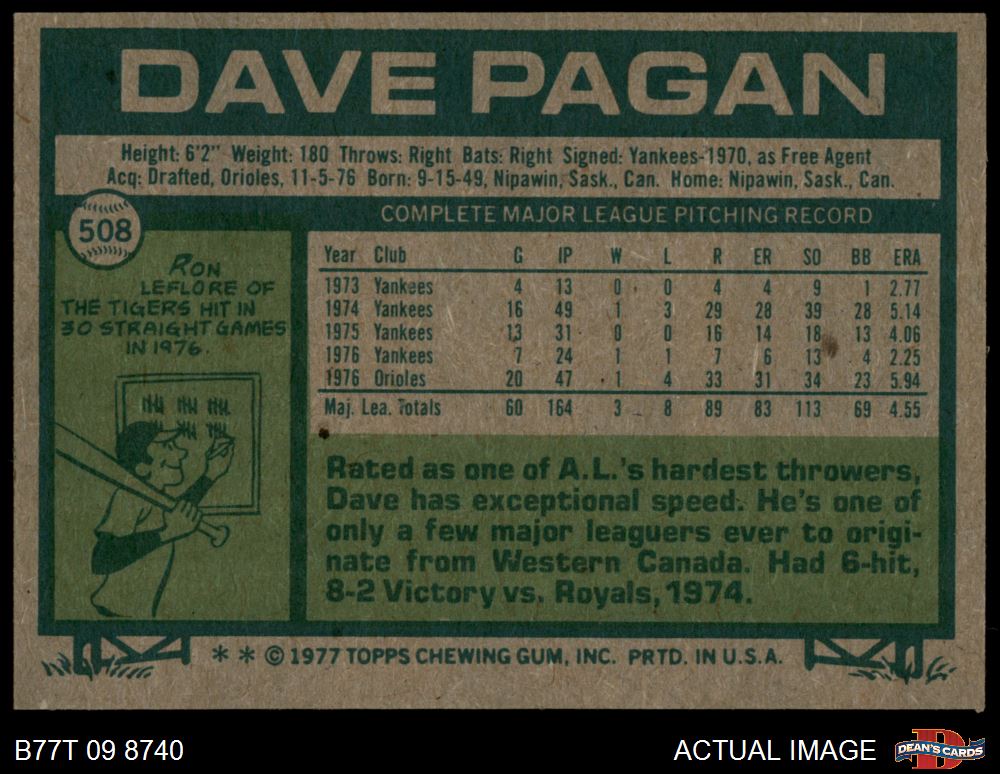 DAVE PAGAN
Height: 6'2" Weight: 180 Throws: Right Bats: Right Signed: Yankees-1970, as Free Agent
Acq: Drafted, Orioles, 11-5-76 Born: 9-15-49, Nipawin, Sask., Can. Home: Nipawin, Sask., Can.
508
RON
LEFLORE OF
THE TIGERS HIT IN
30 STRAIGHT GAMES
IN 1976.
COMPLETE MAJOR LEAGUE PITCHING RECORD
Year Club G IP W L R ER SO BB ERA
1973 Yankees 4 13 0 0 4 4 9 1 2.77
1974 Yankees 16 49 1 3 29 28 39 28 5.14
1975 Yankees 13 31 0 0 16 14 18 13 4.06
1976 Yankees 7 24 1 1 7 6 13 4 2.25
1976 Orioles 20 47 1 4 33 31 34 23 5.94
Maj. Lea. Totals 60 164 3 8 89 83 113 69 4.55
Rated as one of A.L.'s hardest throwers,
Dave has exceptional speed. He's one of
only a few major leaguers ever to origi-
nate from Western Canada. Had 6-hit,
8-2 Victory vs. Royals, 1974.
* * © 1977 TOPPS CHEWING GUM, INC. PRTD. IN U.S.A.
B77T 09 8740
ACTUAL IMAGE
D
DEAN'S CARDS